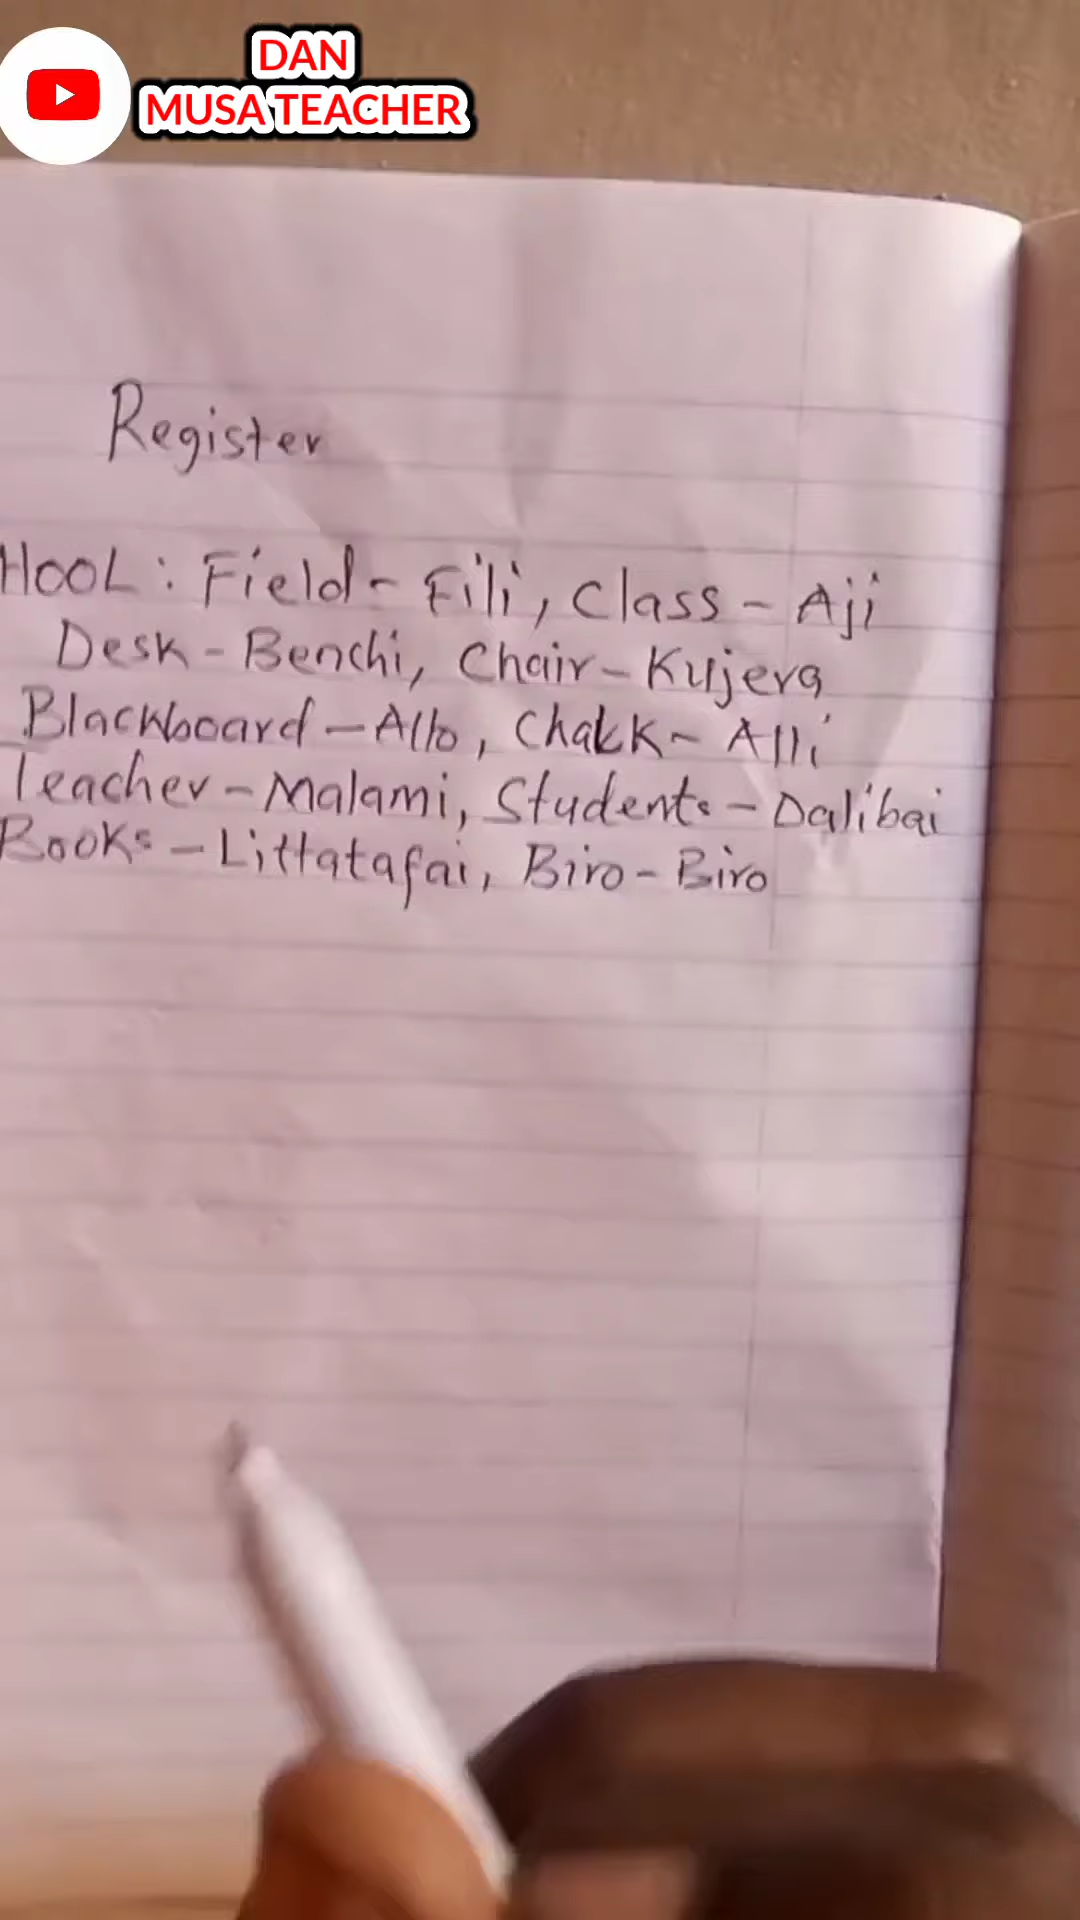 DAN
MUSA TEACHER
Register
HOOL: Field - Fili, Class - Aji
Desk - Benchi, Chair - Kujera
Blackboard - Allo, Chalk - Alli
Teacher - Malami, Students - Dalibai
Books - Littatafai, Biro - Biro